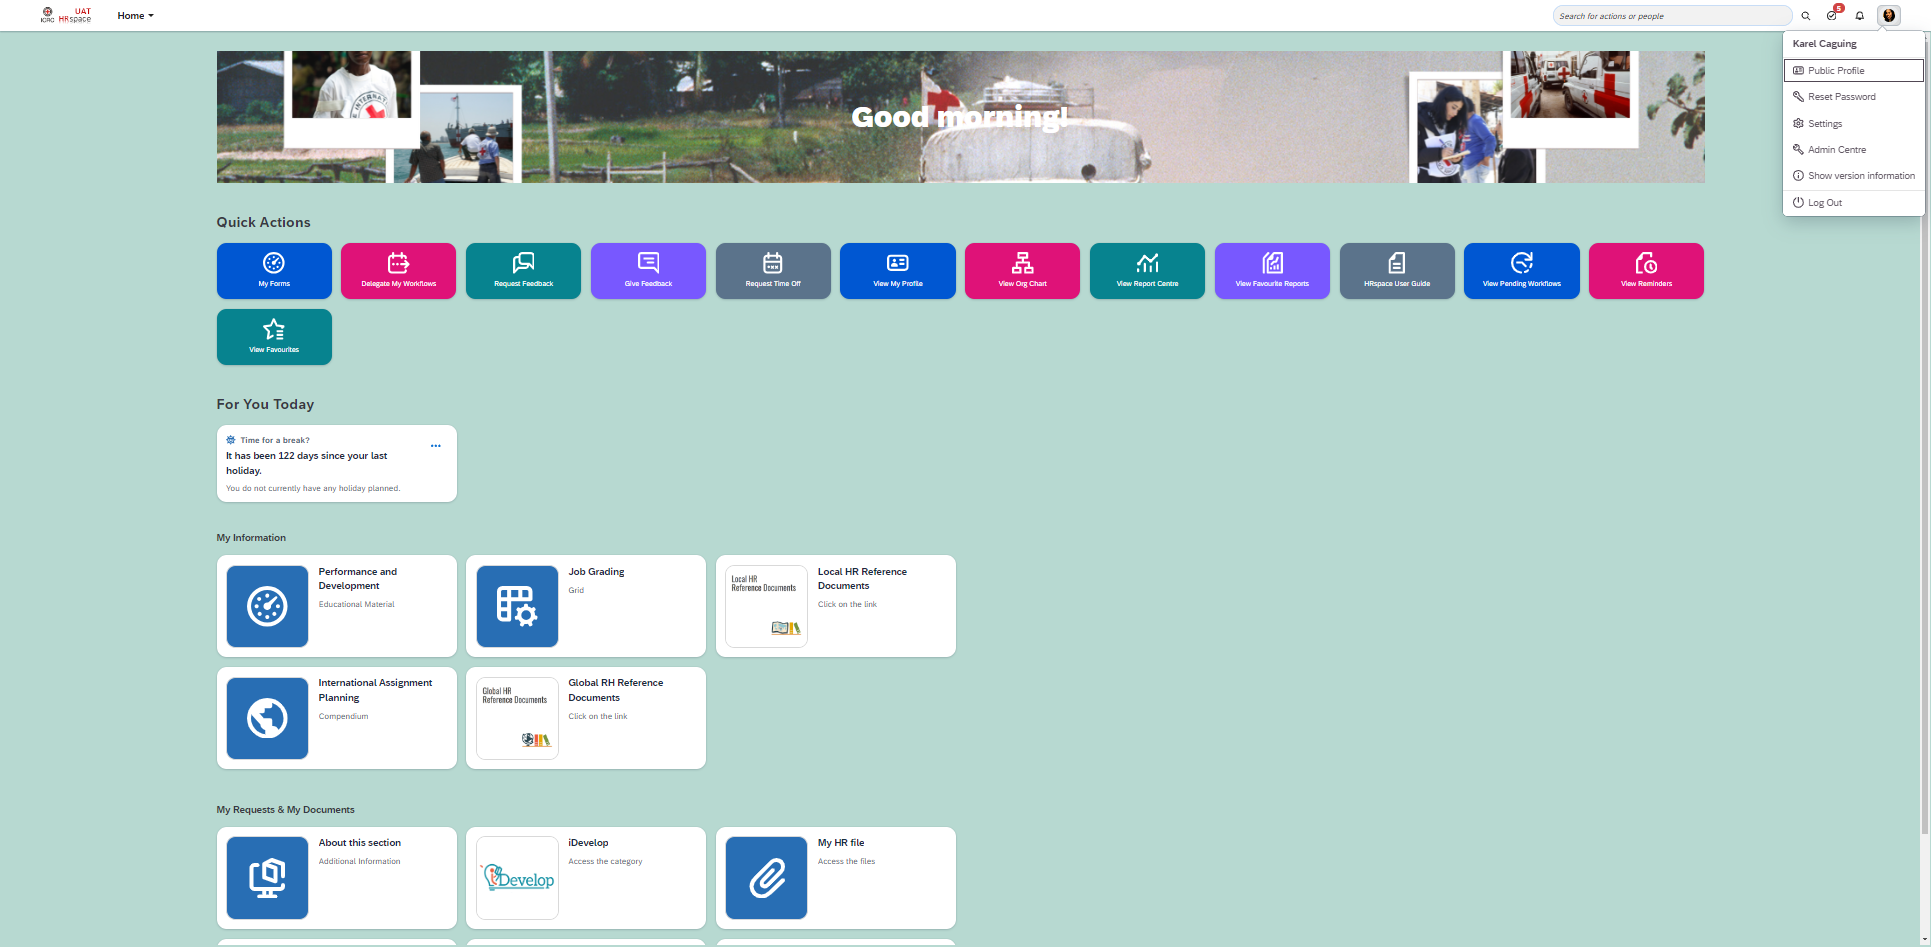 ICRC
UAT
HRspace
Home
Search for actions or people
5
Karel Caguing
Public Profile
Reset Password
Settings
Admin Centre
Show version information
Log Out
Good morning!
Quick Actions
My Forms
Delegate My Workflows
Request Feedback
Give Feedback
Request Time Off
View My Profile
View Org Chart
View Report Centre
View Favourite Reports
HRspace User Guide
View Pending Workflows
View Reminders
View Favourites
For You Today
Time for a break?
It has been 122 days since your last
holiday.
You do not currently have any holiday planned.
My Information
Performance and
Development
Educational Material
Job Grading
Grid
Local HR
Reference Documents
Local HR Reference
Documents
Click on the link
International Assignment
Planning
Compendium
Global HR
Reference Documents
Global RH Reference
Documents
Click on the link
My Requests & My Documents
About this section
Additional Information
iDevelop
iDevelop
Access the category
My HR file
Access the files